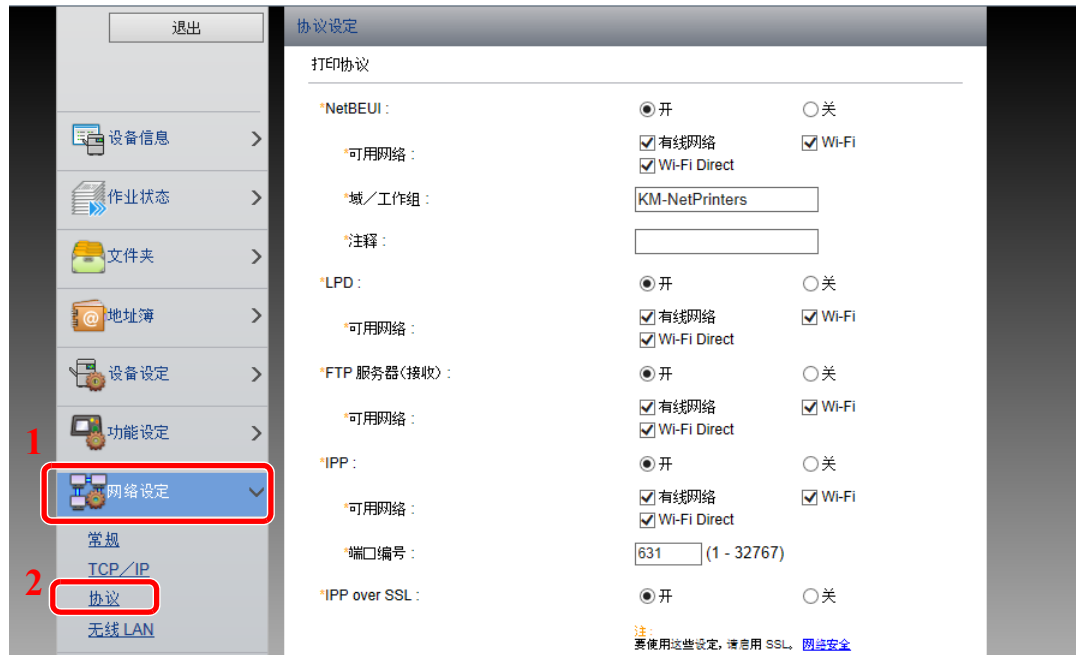 退出
设备信息
作业状态
文件夹
地址簿
设备设定
1
功能设定
网络设定
常规
TCP／IP
2
协议
无线 LAN
协议设定
打印协议
*NetBEUI : 开 关
*可用网络 : 有线网络 Wi-Fi
Wi-Fi Direct
*域／工作组 : KM-NetPrinters
*注释 :
*LPD : 开 关
*可用网络 : 有线网络 Wi-Fi
Wi-Fi Direct
*FTP 服务器(接收) : 开 关
*可用网络 : 有线网络 Wi-Fi
Wi-Fi Direct
*IPP : 开 关
*可用网络 : 有线网络 Wi-Fi
Wi-Fi Direct
*端口编号 : 631 (1 - 32767)
*IPP over SSL : 开 关
注 :
要使用这些设定, 请启用 SSL。 网络安全